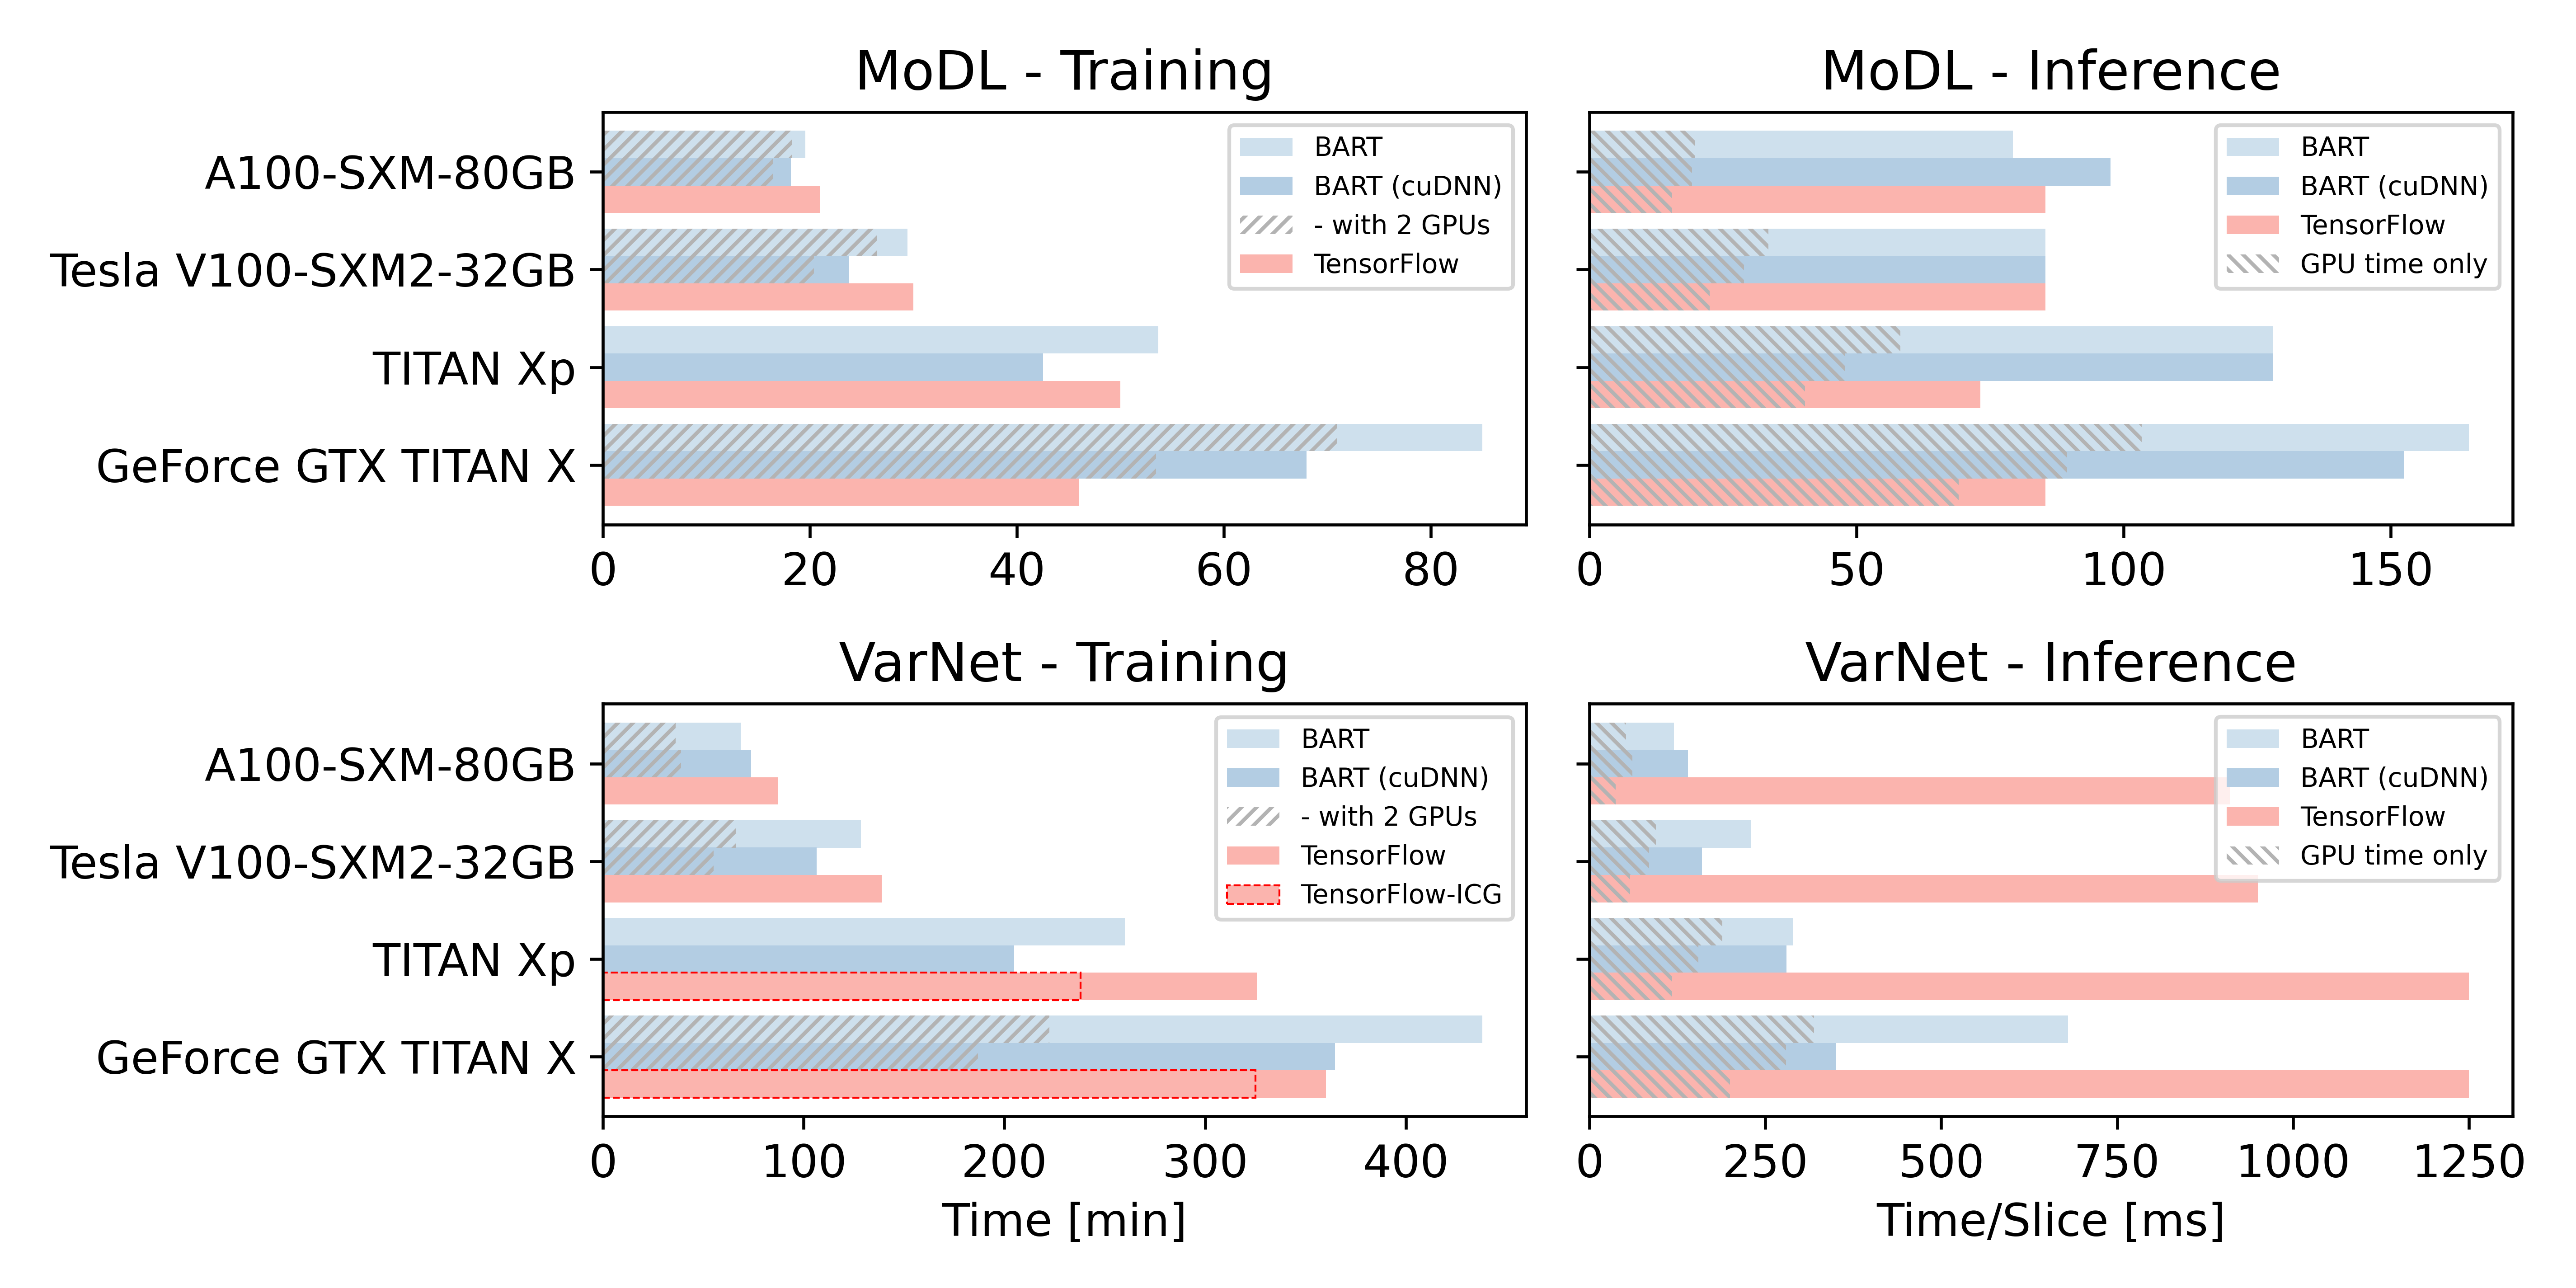 MoDL - Training
A100-SXM-80GB
Tesla V100-SXM2-32GB
TITAN Xp
GeForce GTX TITAN X
BART
BART (cuDNN)
- with 2 GPUs
TensorFlow
0 20 40 60 80
MoDL - Inference
BART
BART (cuDNN)
TensorFlow
GPU time only
0 50 100 150
VarNet - Training
A100-SXM-80GB
Tesla V100-SXM2-32GB
TITAN Xp
GeForce GTX TITAN X
BART
BART (cuDNN)
- with 2 GPUs
TensorFlow
TensorFlow-ICG
0 100 200 300 400
Time [min]
VarNet - Inference
BART
BART (cuDNN)
TensorFlow
GPU time only
0 250 500 750 1000 1250
Time/Slice [ms]